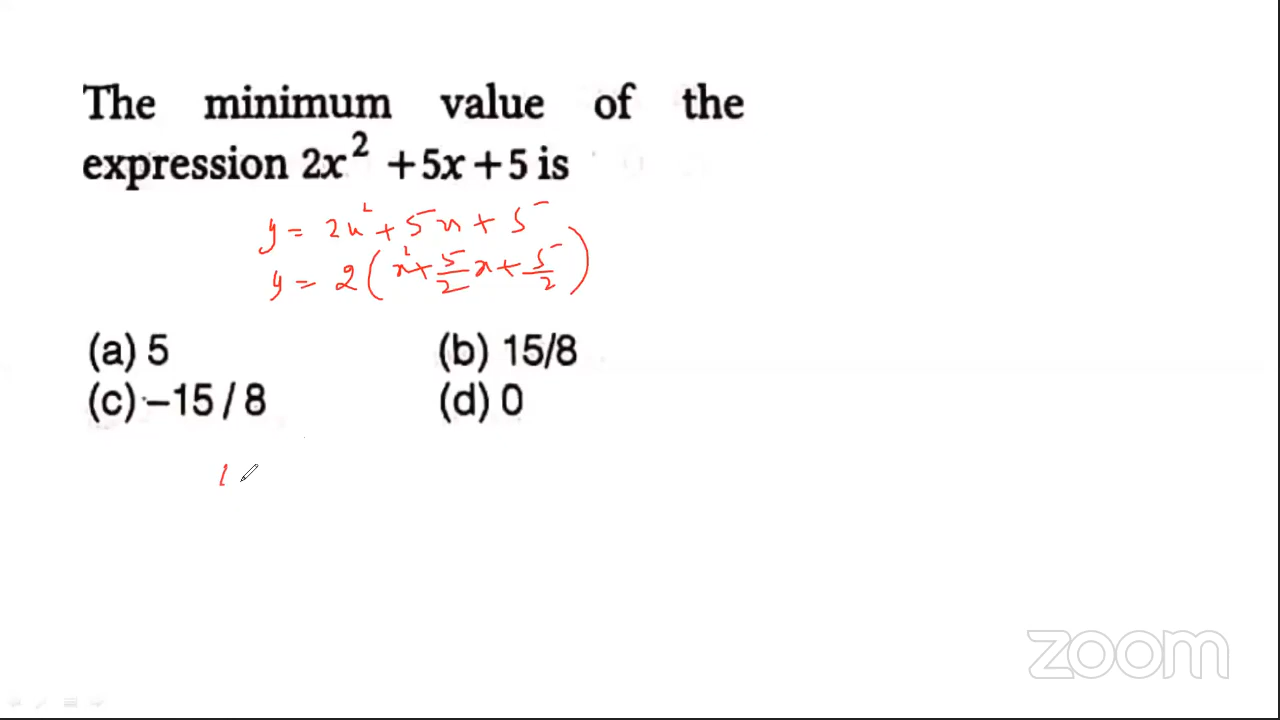 The minimum value of the
expression 2x² + 5x + 5 is
y = 2x² + 5x + 5
y = 2(x² + 5/2 x + 5/2)
(a) 5 (b) 15/8
(c) –15 / 8 (d) 0
zoom